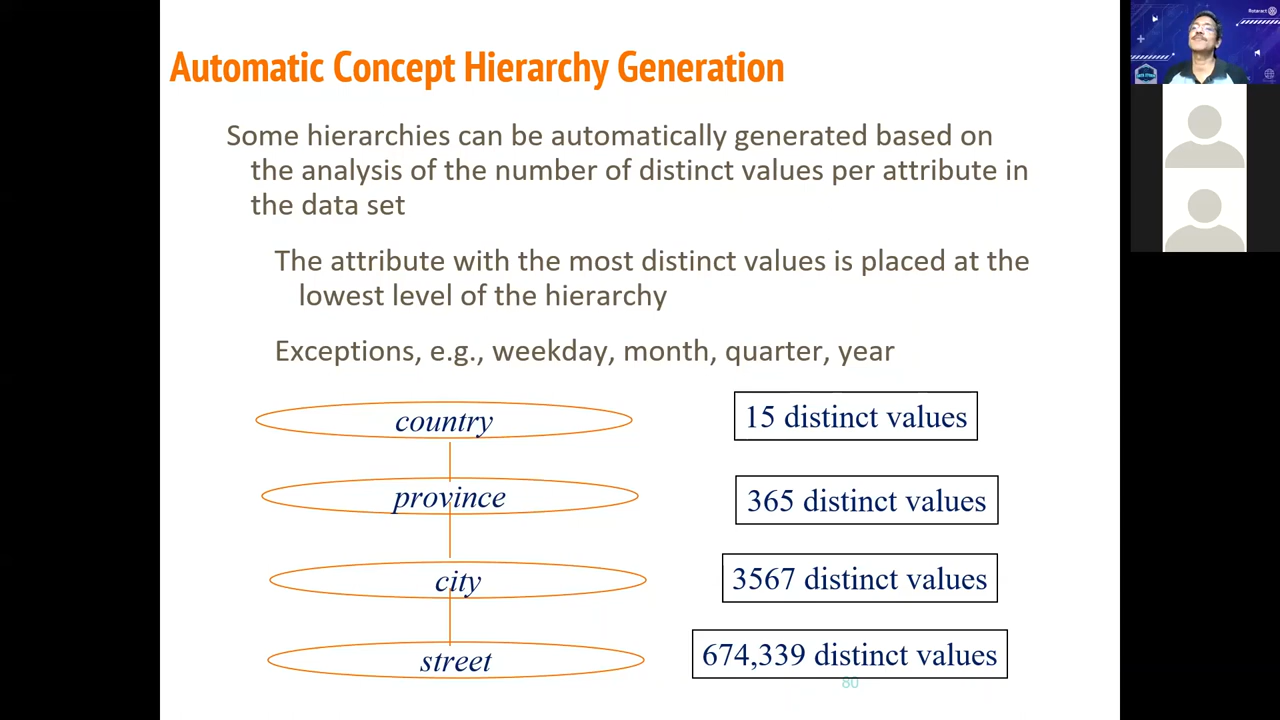 Automatic Concept Hierarchy Generation
Some hierarchies can be automatically generated based on
the analysis of the number of distinct values per attribute in
the data set
The attribute with the most distinct values is placed at the
lowest level of the hierarchy
Exceptions, e.g., weekday, month, quarter, year
country
15 distinct values
province
365 distinct values
city
3567 distinct values
street
674,339 distinct values
80
Rotaract